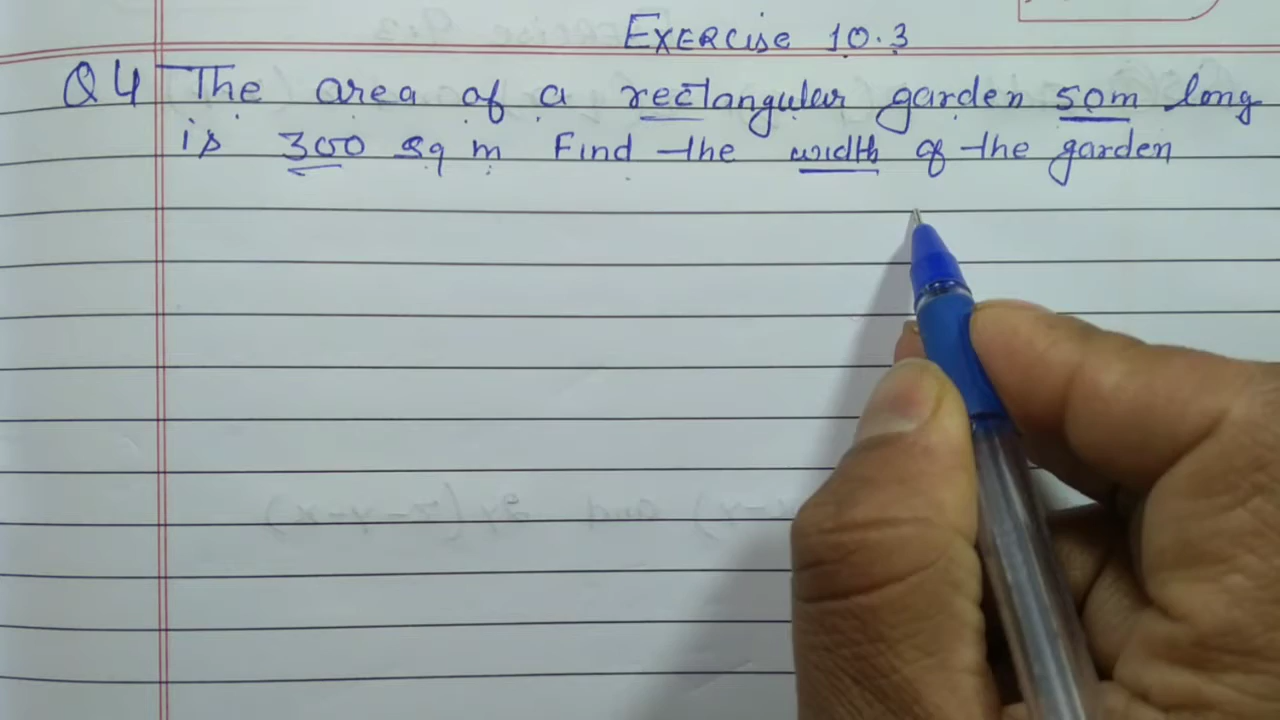 Exercise 10.3
Q 4 The area of a rectangular garden 50m long
is 300 sq m Find the width of the garden